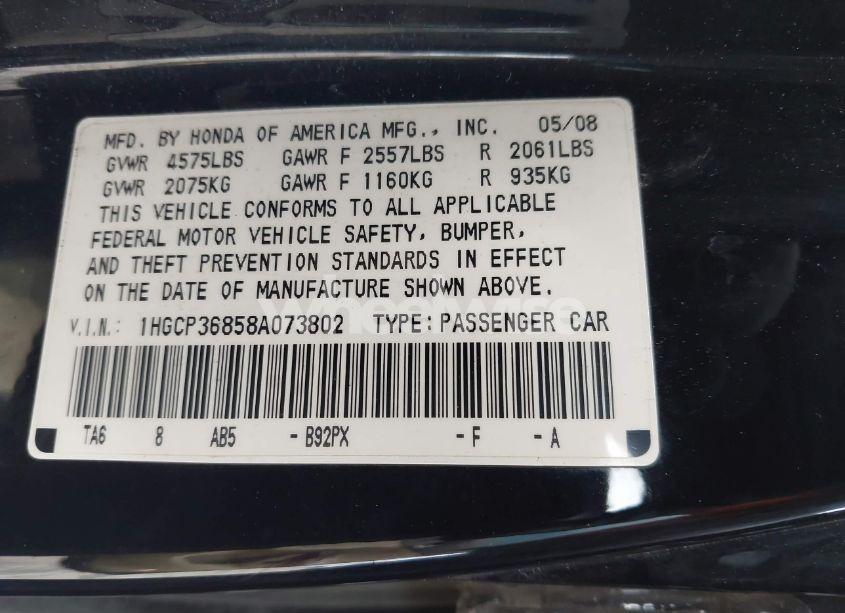 MFD. BY HONDA OF AMERICA MFG., INC. 05/08
GVWR 4575LBS GAWR F 2557LBS R 2061LBS
GVWR 2075KG GAWR F 1160KG R 935KG
THIS VEHICLE CONFORMS TO ALL APPLICABLE
FEDERAL MOTOR VEHICLE SAFETY, BUMPER,
AND THEFT PREVENTION STANDARDS IN EFFECT
ON THE DATE OF MANUFACTURE SHOWN ABOVE.
V.I.N.: 1HGCP36858A073802 TYPE: PASSENGER CAR
TA6 8 AB5 -B92PX -F -A